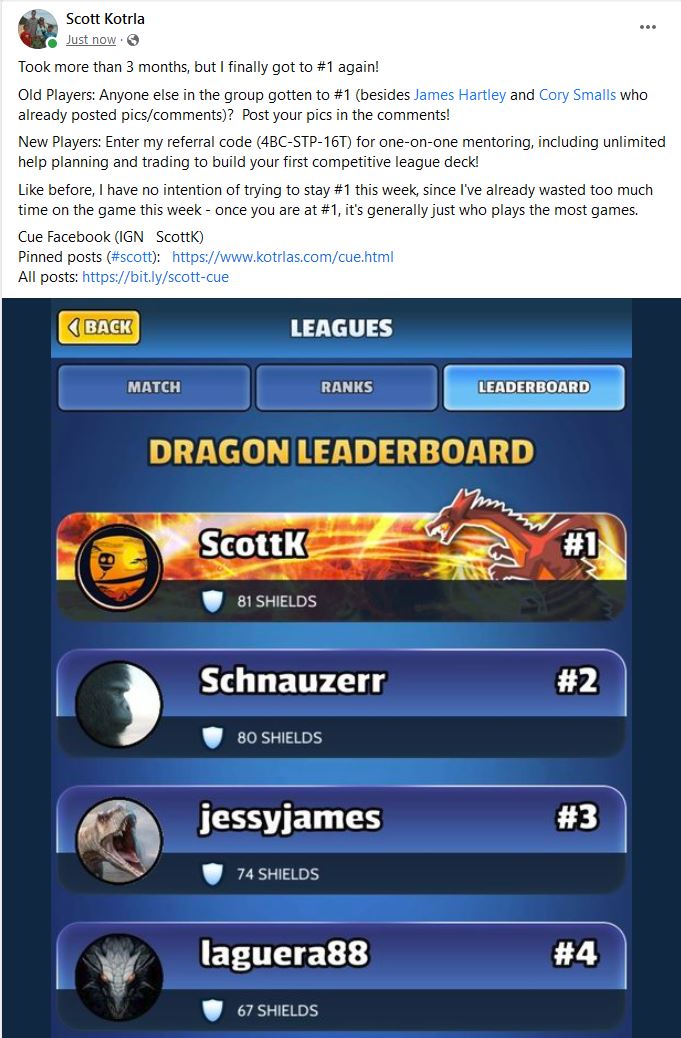 Scott Kotrla
Just now ·
Took more than 3 months, but I finally got to #1 again!
Old Players: Anyone else in the group gotten to #1 (besides James Hartley and Cory Smalls who
already posted pics/comments)?  Post your pics in the comments!
New Players: Enter my referral code (4BC-STP-16T) for one-on-one mentoring, including unlimited
help planning and trading to build your first competitive league deck!
Like before, I have no intention of trying to stay #1 this week, since I've already wasted too much
time on the game this week - once you are at #1, it's generally just who plays the most games.
Cue Facebook (IGN   ScottK)
Pinned posts (#scott):   https://www.kotrlas.com/cue.html
All posts: https://bit.ly/scott-cue
BACK
LEAGUES
MATCH
RANKS
LEADERBOARD
DRAGON LEADERBOARD
ScottK
#1
81 SHIELDS
Schnauzerr
#2
80 SHIELDS
jessyjames
#3
74 SHIELDS
laguera88
#4
67 SHIELDS